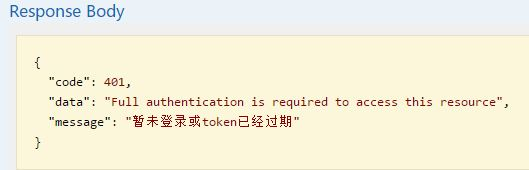 Response Body
{
"code": 401,
"data": "Full authentication is required to access this resource",
"message": "暂未登录或token已经过期"
}